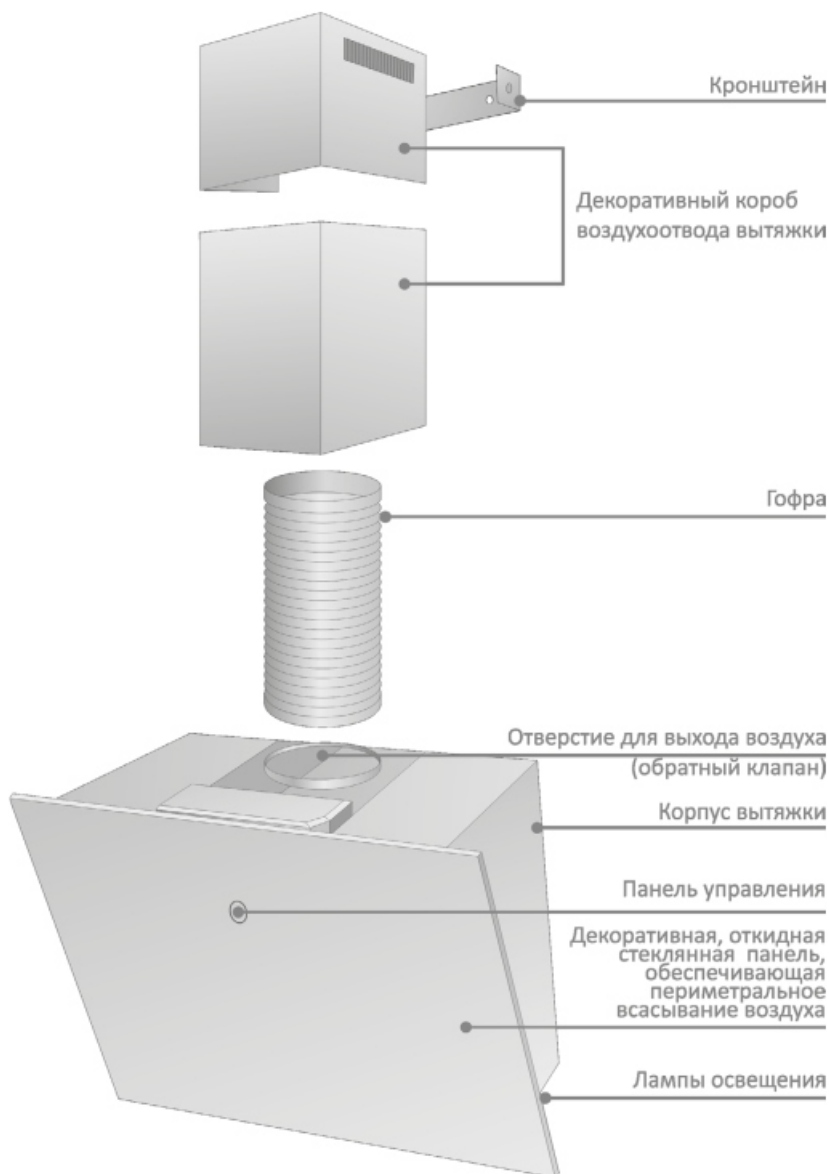 Кронштейн
Декоративный короб
воздухоотвода вытяжки
Гофра
Отверстие для выхода воздуха
(обратный клапан)
Корпус вытяжки
Панель управления
Декоративная, откидная
стеклянная панель,
обеспечивающая
периметральное
всасывание воздуха
Лампы освещения